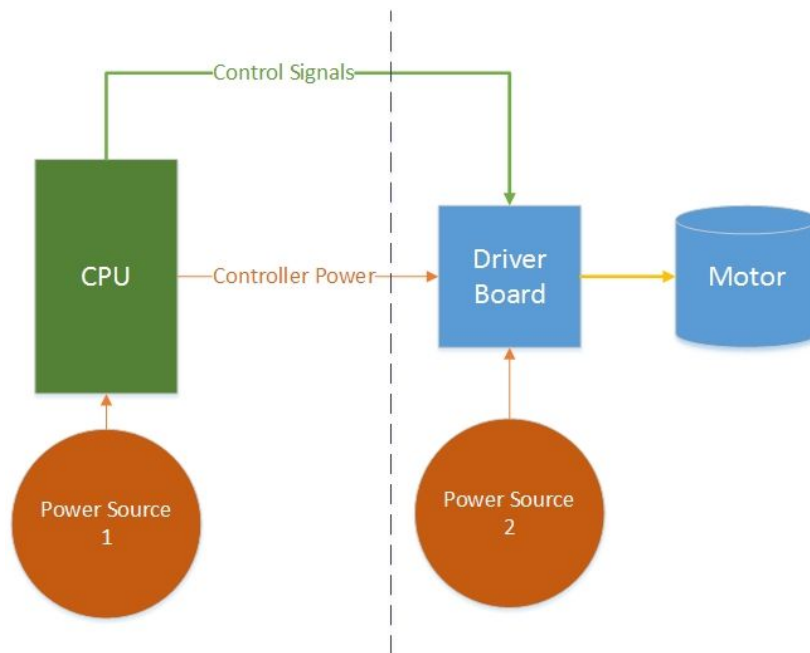 Control Signals
CPU
Controller Power
Driver
Board
Motor
Power Source
1
Power Source
2